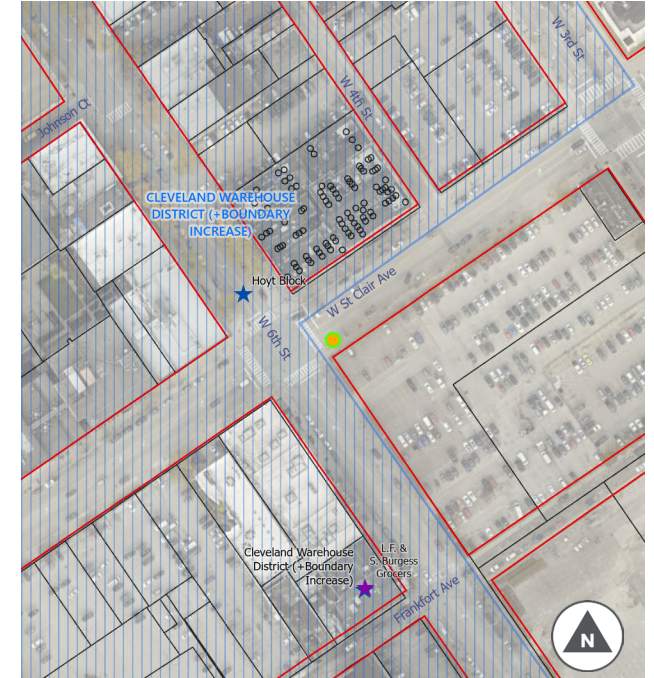 W 3rd St
W 4th St
Johnson Ct
CLEVELAND WAREHOUSE
DISTRICT (+BOUNDARY
INCREASE)
Hoyt Block
W St Clair Ave
W 6th St
Cleveland Warehouse
District (+Boundary
Increase)
L.F. &
S. Burgess
Grocers
Frankfort Ave
N